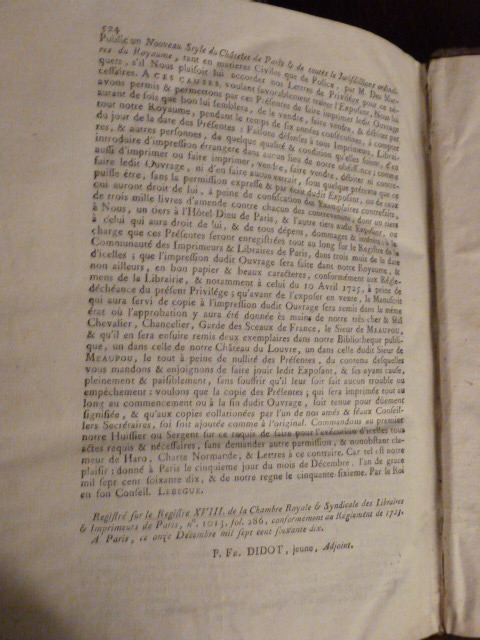 524
Public un Nouveau Style du Châtelet de Paris & de toutes les Jurisdictions ordinai-
res du Royaume, tant en matieres Civiles que de Police, par M. Des Mar-
quets, s'il Nous plaisoit lui accorder nos Lettres de Privilége pour ce né-
cessaires. A CES CAUSES, voulant favorablement traiter l'Exposant, Nous lui
avons permis & permettons par ces Présentes de faire imprimer ledit Ouvrage
autant de fois que bon lui semblera, de le vendre, faire vendre, & débiter par
tout notre Royaume, pendant le temps de six années consécutives, à compter
du jour de la date des Présentes : Faisons défenses à tous Imprimeurs, Librai-
res, & autres personnes, de quelque qualité & condition qu'elles soient, d'en
introduire d'impression étrangere dans aucun lieu de notre obéissance ; comme
aussi d'imprimer ou faire imprimer, vendre, faire vendre, débiter ni contre-
faire ledit Ouvrage, ni d'en faire aucun extrait, sous quelque prétexte que ce
puisse être, sans la permission expresse & par écrit dudit Exposant, ou de ceux
qui auront droit de lui, à peine de confiscation des Exemplaires contrefaits,
de trois mille livres d'amende contre chacun des contrevenans, dont un tiers
à Nous, un tiers à l'Hôtel Dieu de Paris, & l'autre tiers audit Exposant, ou
à celui qui aura droit de lui, & de tous dépens, dommages & intérêts : à la
charge que ces Présentes seront enregistrées tout au long sur le Registre de la
Communauté des Imprimeurs & Libraires de Paris, dans trois mois de la date
d'icelles ; que l'impression dudit Ouvrage sera faite dans notre Royaume, &
non ailleurs, en bon papier & beaux caracteres, conformément aux Régle-
mens de la Librairie, & notamment à celui du 10 Avril 1725, à peine de
déchéance du présent Privilége ; qu'avant de l'exposer en vente, le Manuscrit
qui aura servi de copie à l'impression dudit Ouvrage sera remis dans le même
état où l'approbation y aura été donnée ès mains de notre très-cher & féal
Chevalier, Chancelier, Garde des Sceaux de France, le Sieur DE MAUPOU,
& qu'il en sera ensuite remis deux exemplaires dans notre Bibliotheque publi-
que, un dans celle de notre Château du Louvre, un dans celle dudit Sieur DE
MEAUPOU, le tout à peine de nullité des Présentes, du contenu desquelles
vous mandons & enjoignons de faire jouir ledit Exposant, & ses ayans cause,
pleinement & paisiblement, sans souffrir qu'il leur soit fait aucun trouble ou
empêchement : voulons que la copie des Présentes ; qui sera imprimée tout au
long au commencement ou à la fin dudit Ouvrage, soit tenue pour duement
signifiée, & qu'aux copies collationées par l'un de nos amés & féaux Conseil-
lers Secrétaires, foi soit ajoutée comme à l'original. Commandons au premier
notre Huissier ou Sergent sur ce requis de faire pour l'exécution d'icelles tous
actes requis & nécessaires, sans demander autre permission, & nonobstant cla-
meur de Haro, Charte Normande, & Lettres à ce contraires. Car tel est notre
plaisir ; donné à Paris le cinquieme jour du mois de Décembre, l'an de grace
mil sept cent soixante dix, & de notre regne le cinquante-sixieme. Par le Roi
en son Conseil. LEBEGUE.
Registré sur le Registre XVIII. de la Chambre Royale & Syndicale des Libraires
& Imprimeurs de Paris, n°. 1015, fol. 286, conformément au Réglement de 1723.
A Paris, ce onze Décembre mil sept cent soixante dix.
P. FR. DIDOT, jeune, Adjoint.